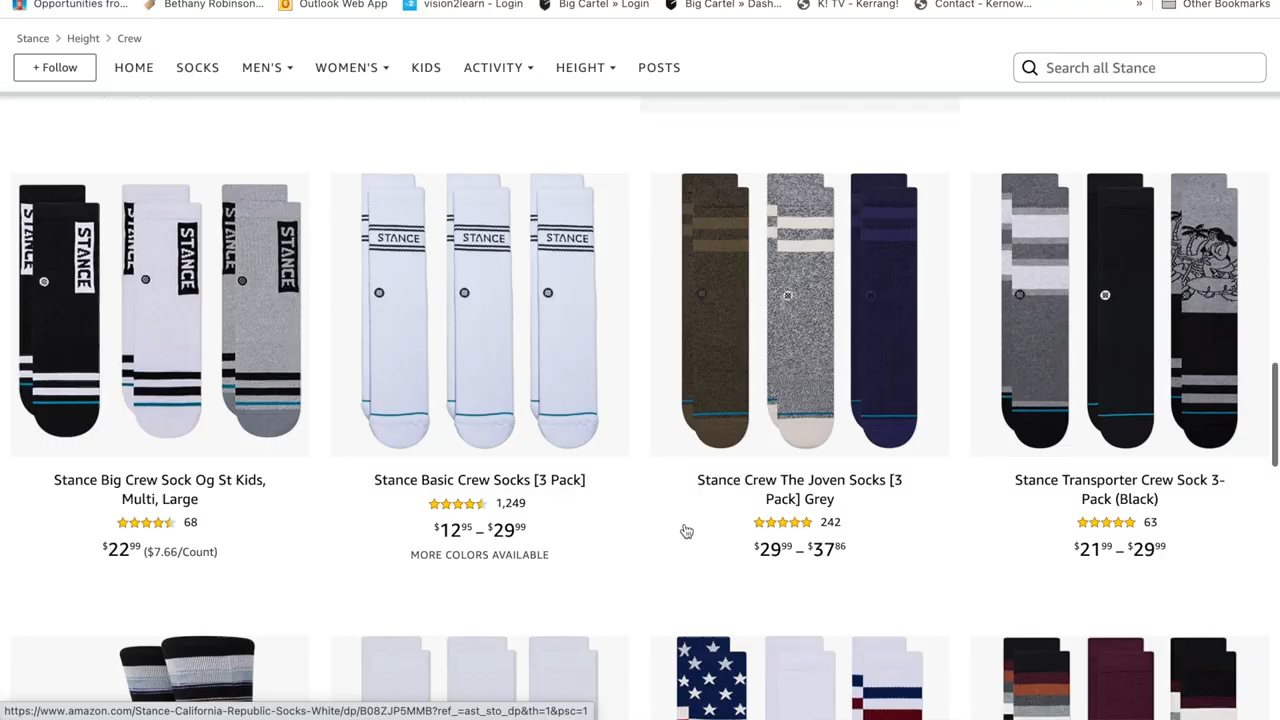 Opportunities fro...
Bethany Robinson...
Outlook Web App
vision2learn - Login
Big Cartel » Login
Big Cartel » Dash...
K! TV - Kerrang!
Contact - Kernow...
»
Other Bookmarks
Stance > Height > Crew
+ Follow
HOME
SOCKS
MEN'S
WOMEN'S
KIDS
ACTIVITY
HEIGHT
POSTS
Search all Stance
STANCE STANCE STANCE STANCE STANCE STANCE
STANCE STANCE STANCE
Stance Big Crew Sock Og St Kids,
Multi, Large
68
$22.99 ($7.66/Count)
Stance Basic Crew Socks [3 Pack]
1,249
$12.95 – $29.99
MORE COLORS AVAILABLE
Stance Crew The Joven Socks [3
Pack] Grey
242
$29.99 – $37.86
Stance Transporter Crew Sock 3-
Pack (Black)
63
$21.99 – $29.99
https://www.amazon.com/Stance-California-Republic-Socks-White/dp/B08ZJP5MMB?ref_=ast_sto_dp&th=1&psc=1